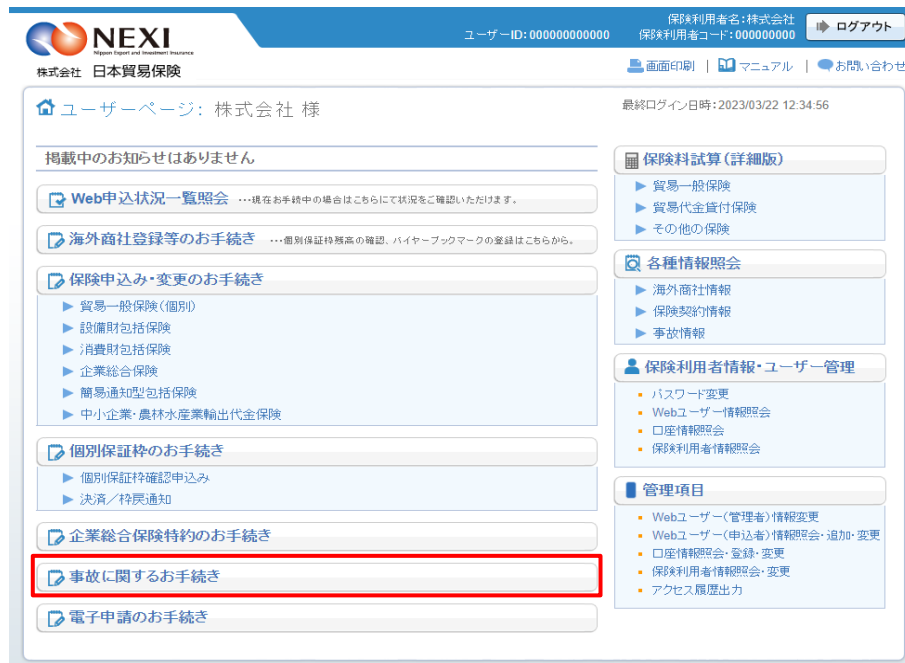 NEXI
Nippon Export and Investment Insurance
株式会社 日本貿易保険
ユーザーID:000000000000
保険利用者名:株式会社
保険利用者コード:000000000
ログアウト
画面印刷 | マニュアル | お問い合わせ
ユーザーページ: 株式会社 様
最終ログイン日時:2023/03/22 12:34:56
掲載中のお知らせはありません
Web申込状況一覧照会 …現在お手続中の場合はこちらにて状況をご確認いただけます。
海外商社登録等のお手続き …個別保証枠残高の確認、バイヤーブックマークの登録はこちらから。
保険申込み・変更のお手続き
貿易一般保険(個別)
設備財包括保険
消費財包括保険
企業総合保険
簡易通知型包括保険
中小企業・農林水産業輸出代金保険
個別保証枠のお手続き
個別保証枠確認申込み
決済/枠戻通知
企業総合保険特約のお手続き
事故に関するお手続き
電子申請のお手続き
保険料試算(詳細版)
貿易一般保険
貿易代金貸付保険
その他の保険
各種情報照会
海外商社情報
保険契約情報
事故情報
保険利用者情報・ユーザー管理
パスワード変更
Webユーザー情報照会
口座情報照会
保険利用者情報照会
管理項目
Webユーザー(管理者)情報変更
Webユーザー(申込者)情報照会・追加・変更
口座情報照会・登録・変更
保険利用者情報照会・変更
アクセス履歴出力